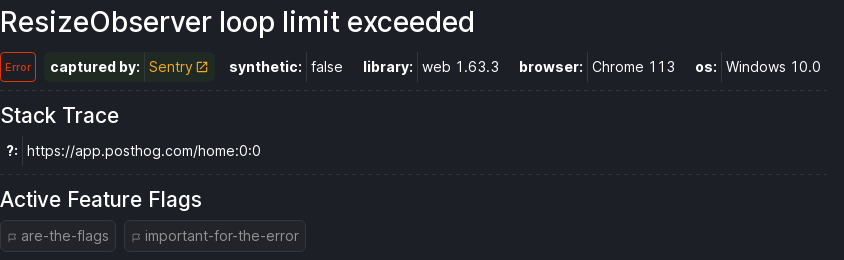 ResizeObserver loop limit exceeded
Error captured by: Sentry synthetic: false library: web 1.63.3 browser: Chrome 113 os: Windows 10.0
Stack Trace
?: https://app.posthog.com/home:0:0
Active Feature Flags
are-the-flags important-for-the-error